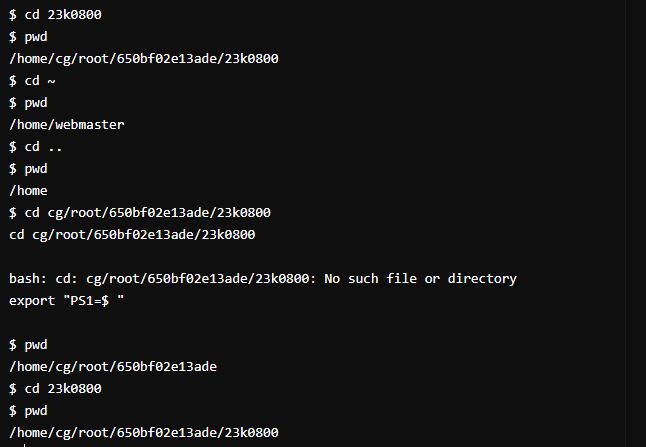 $ cd 23k0800
$ pwd
/home/cg/root/650bf02e13ade/23k0800
$ cd ~
$ pwd
/home/webmaster
$ cd ..
$ pwd
/home
$ cd cg/root/650bf02e13ade/23k0800
cd cg/root/650bf02e13ade/23k0800
bash: cd: cg/root/650bf02e13ade/23k0800: No such file or directory
export "PS1=$ "
$ pwd
/home/cg/root/650bf02e13ade
$ cd 23k0800
$ pwd
/home/cg/root/650bf02e13ade/23k0800